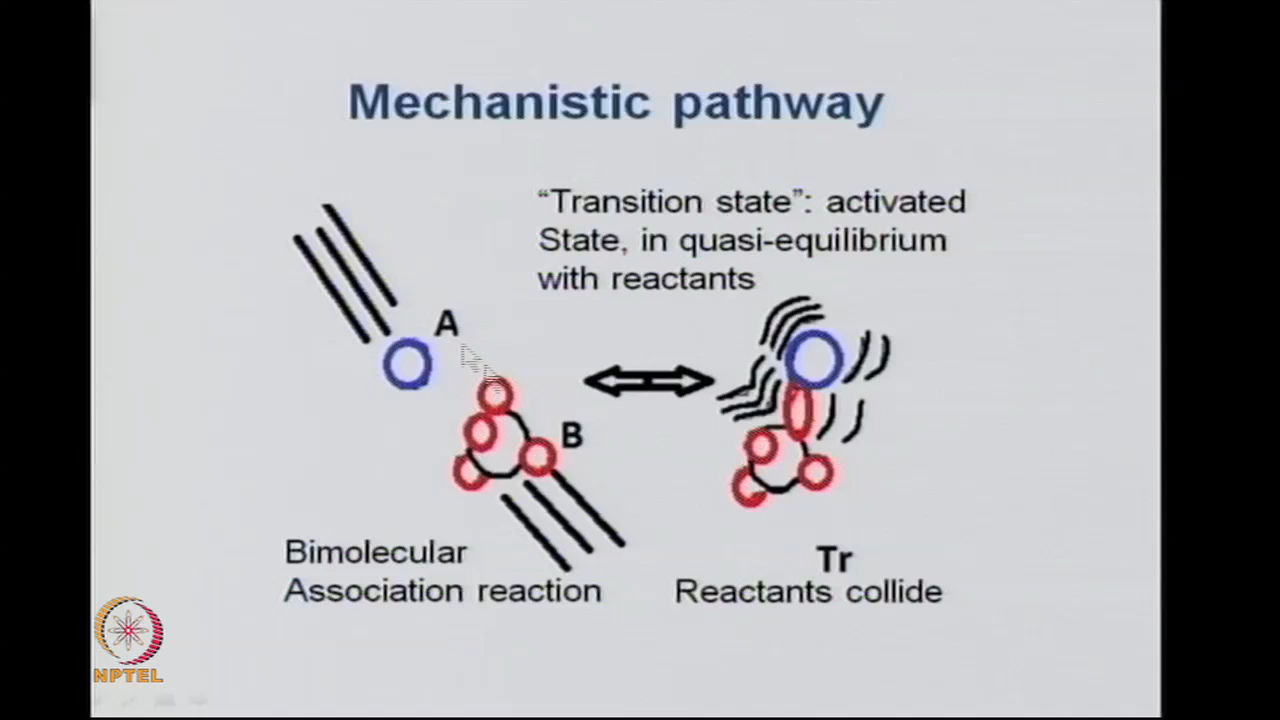 Mechanistic pathway
“Transition state”: activated
State, in quasi-equilibrium
with reactants
A
B
Bimolecular
Association reaction
Tr
Reactants collide
NPTEL